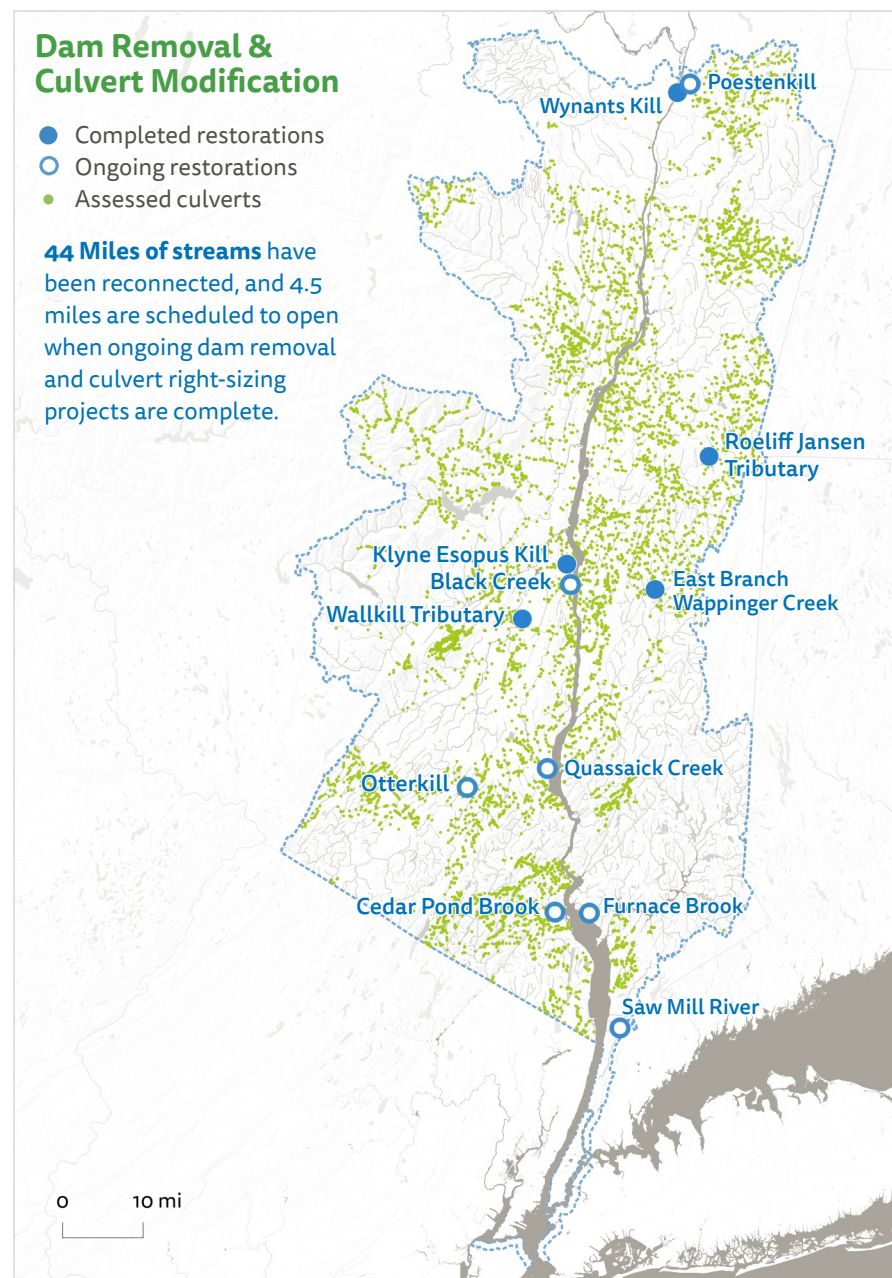 Dam Removal &
Culvert Modification
Completed restorations
Ongoing restorations
Assessed culverts
44 Miles of streams have
been reconnected, and 4.5
miles are scheduled to open
when ongoing dam removal
and culvert right-sizing
projects are complete.
Poestenkill
Wynants Kill
Roeliff Jansen
Tributary
Klyne Esopus Kill
Black Creek
East Branch
Wappinger Creek
Wallkill Tributary
Quassaick Creek
Otterkill
Cedar Pond Brook
Furnace Brook
Saw Mill River
0 10 mi